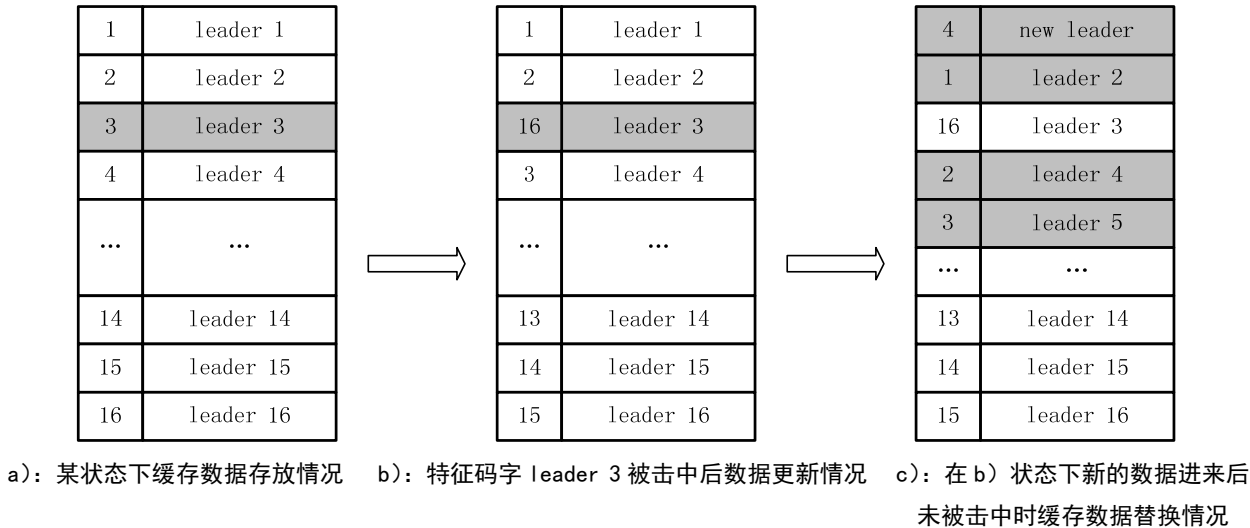 1 leader 1
2 leader 2
3 leader 3
4 leader 4
… …
14 leader 14
15 leader 15
16 leader 16
a): 某状态下缓存数据存放情况
1 leader 1
2 leader 2
16 leader 3
3 leader 4
… …
13 leader 14
14 leader 15
15 leader 16
b): 特征码字 leader 3 被击中后数据更新情况
4 new leader
1 leader 2
16 leader 3
2 leader 4
3 leader 5
… …
13 leader 14
14 leader 15
15 leader 16
c): 在 b) 状态下新的数据进来后
未被击中时缓存数据替换情况